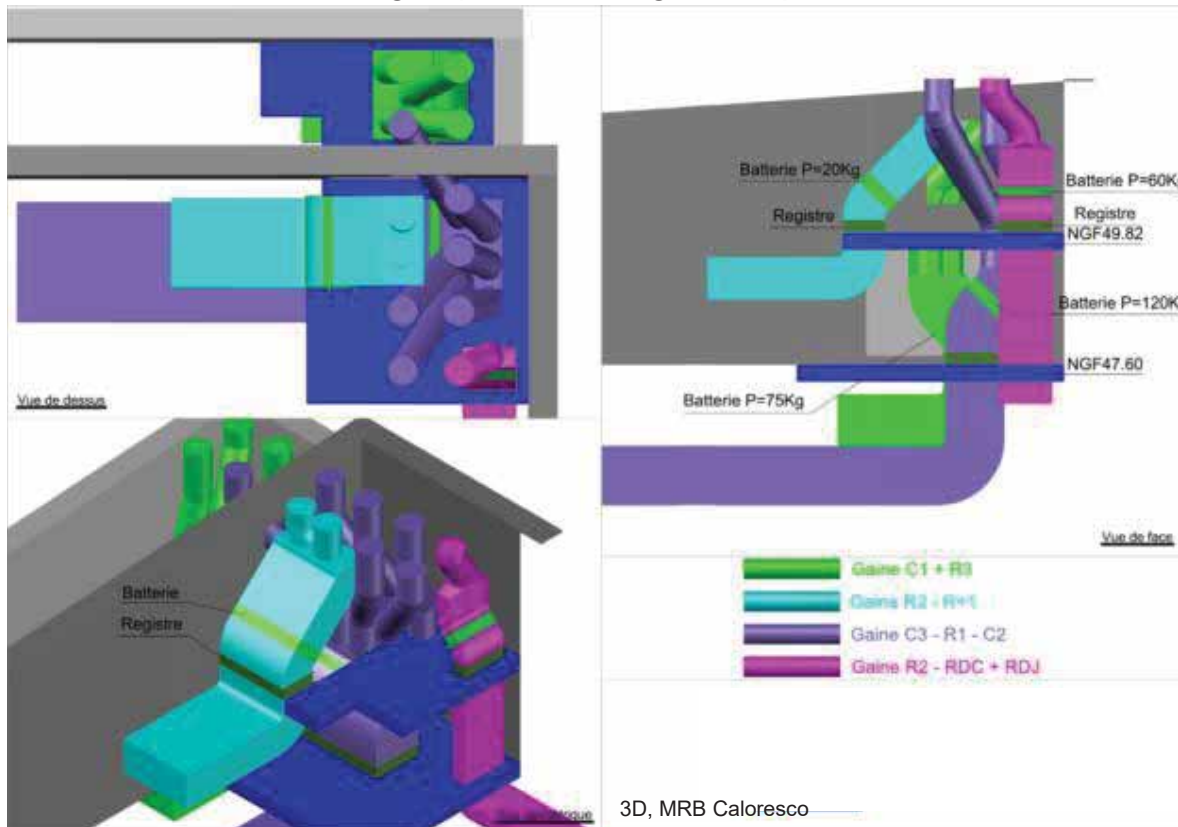 Vue de dessus
Batterie P=20Kg
Registre
Batterie P=60K
Registre
NGF49.82
Batterie P=120K
NGF47.60
Batterie P=75Kg
Vue de face
Batterie
Registre
Gaine C1 + R3
Gaine R2 - R+1
Gaine C3 - R1 - C2
Gaine R2 - RDC + RDJ
3D, MRB Caloresco